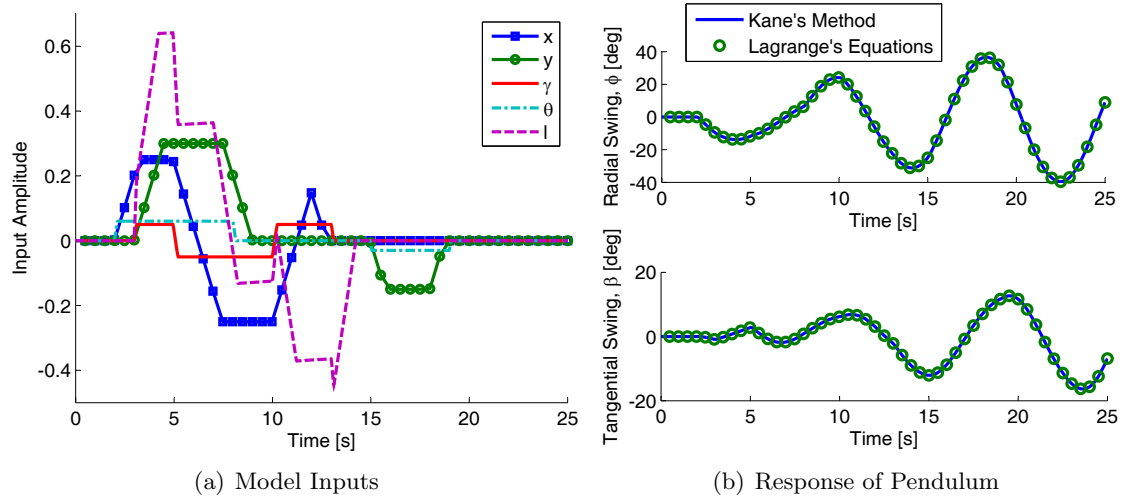 0.6
0.4
0.2
0
-0.2
-0.4
Input Amplitude
0
5
10
15
20
25
Time [s]
x
y
γ
θ
l
(a) Model Inputs
Kane's Method
Lagrange's Equations
40
20
0
-20
-40
Radial Swing, ϕ [deg]
0
5
10
15
20
25
Time [s]
20
0
-20
Tangential Swing, β [deg]
0
5
10
15
20
25
Time [s]
(b) Response of Pendulum